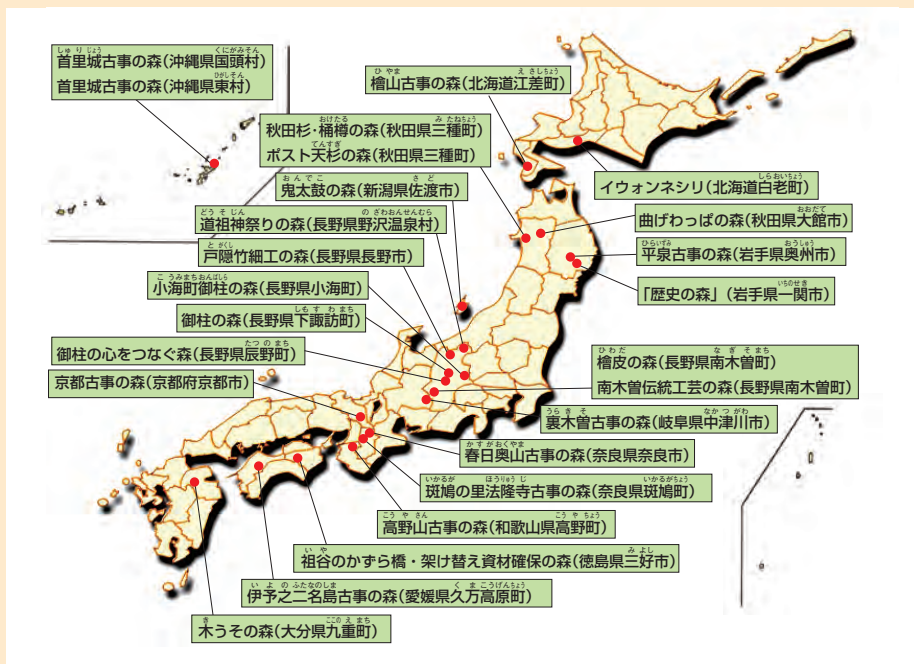 首里城古事の森(沖縄県国頭村)
首里城古事の森(沖縄県東村)
檜山古事の森(北海道江差町)
秋田杉・桶樽の森(秋田県三種町)
ポスト天杉の森(秋田県三種町)
鬼太鼓の森(新潟県佐渡市)
イウォンネシリ(北海道白老町)
道祖神祭りの森(長野県野沢温泉村)
曲げわっぱの森(秋田県大館市)
戸隠竹細工の森(長野県長野市)
平泉古事の森(岩手県奥州市)
小海町御柱の森(長野県小海町)
「歴史の森」(岩手県一関市)
御柱の森(長野県下諏訪町)
御柱の心をつなぐ森(長野県辰野町)
檜皮の森(長野県南木曽町)
京都古事の森(京都府京都市)
南木曽伝統工芸の森(長野県南木曽町)
裏木曽古事の森(岐阜県中津川市)
春日奥山古事の森(奈良県奈良市)
斑鳩の里法隆寺古事の森(奈良県斑鳩町)
高野山古事の森(和歌山県高野町)
祖谷のかずら橋・架け替え資材確保の森(徳島県三好市)
伊予之二名島古事の森(愛媛県久万高原町)
木うその森(大分県九重町)